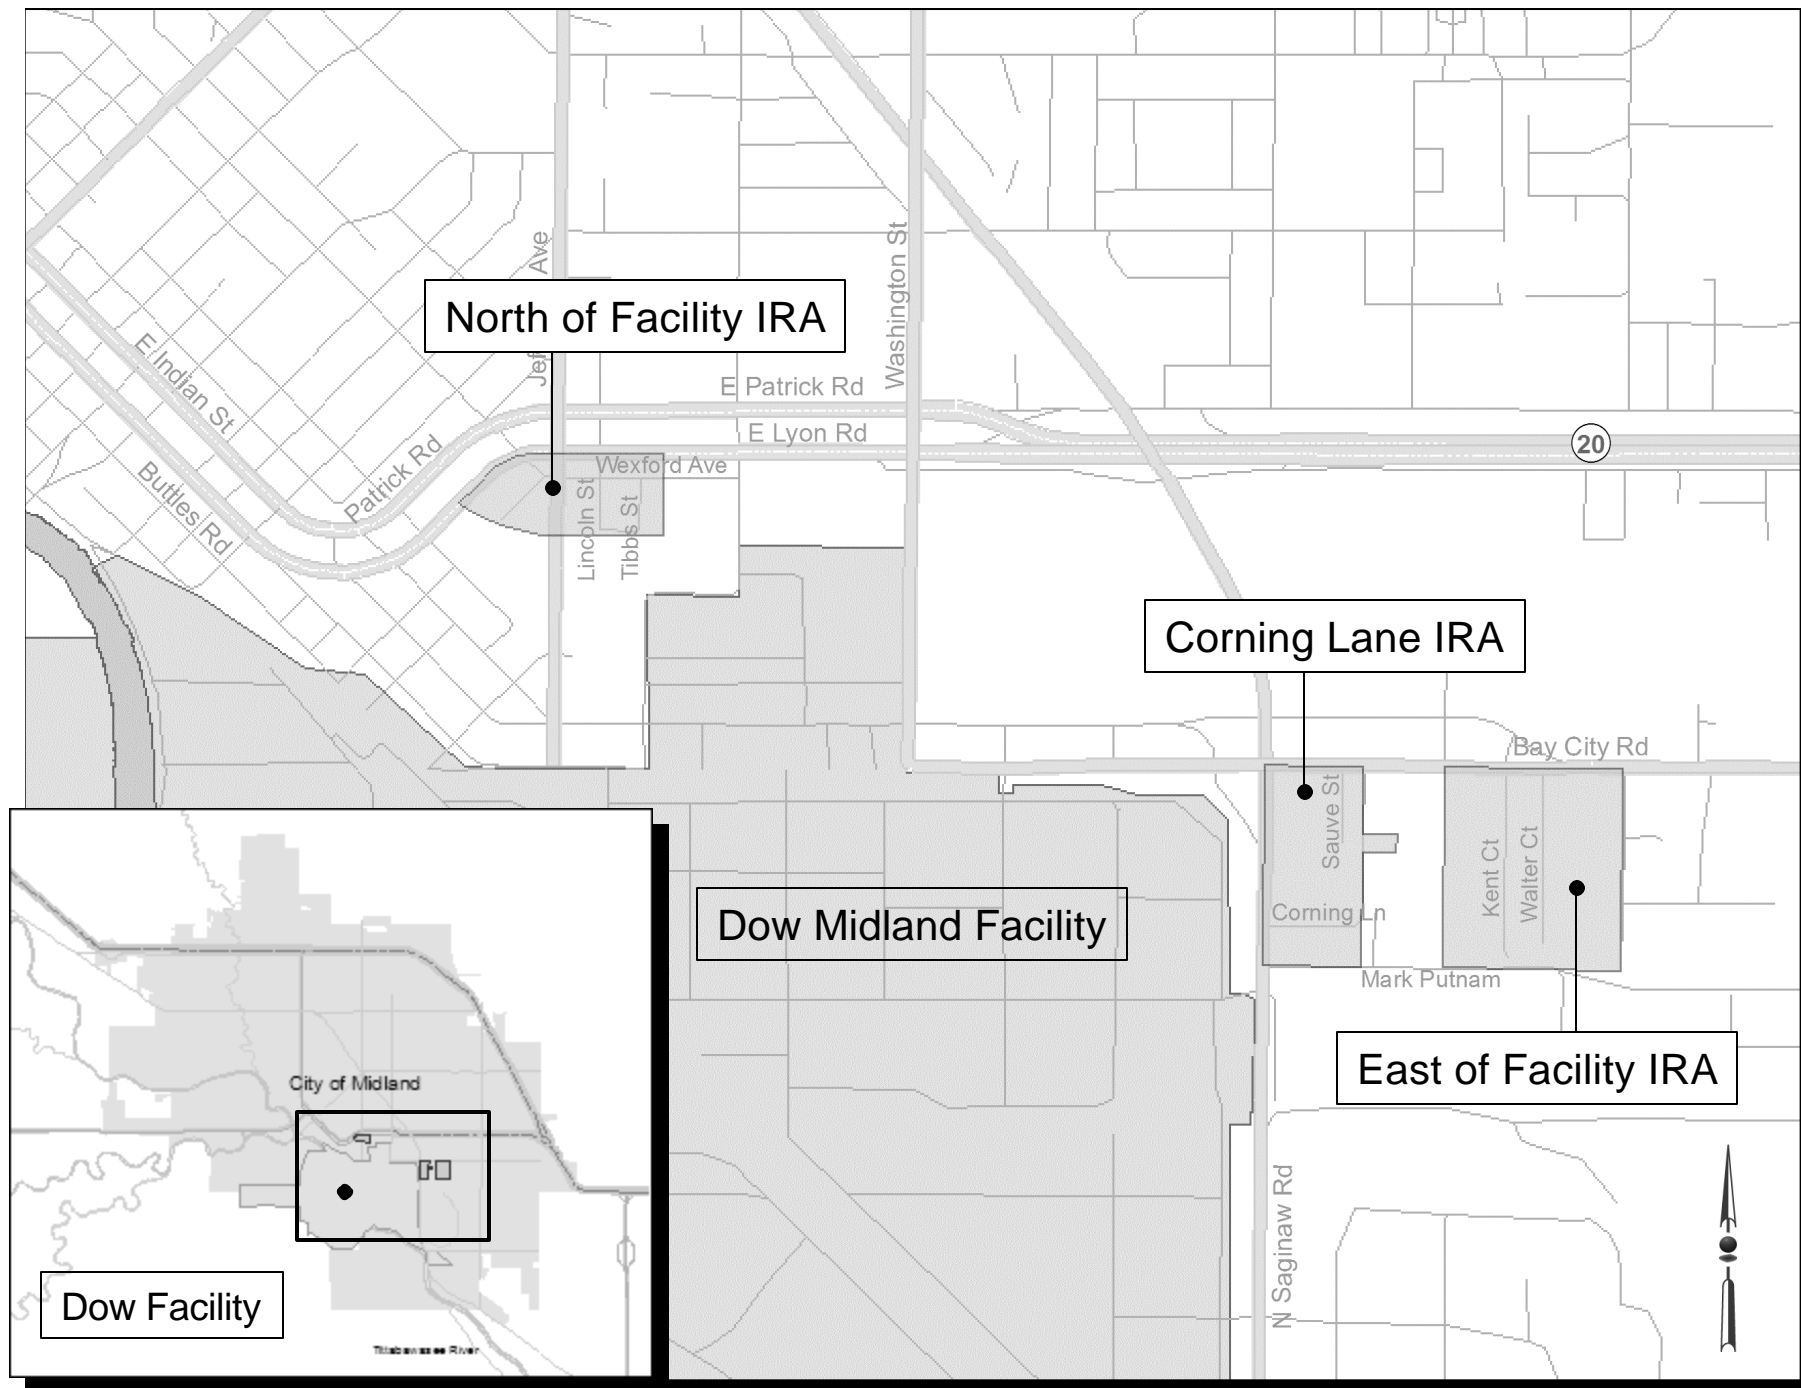 Jef Ave
North of Facility IRA
Washington St
E Indian St
E Patrick Rd
E Lyon Rd
20
Patrick Rd
Wexford Ave
Buttles Rd
Lincoln St
Tibbs St
Corning Lane IRA
Bay City Rd
Sauve St
Kent Ct
Walter Ct
Corning Ln
Dow Midland Facility
Mark Putnam
East of Facility IRA
N Saginaw Rd
City of Midland
Dow Facility
Tittabawassee River